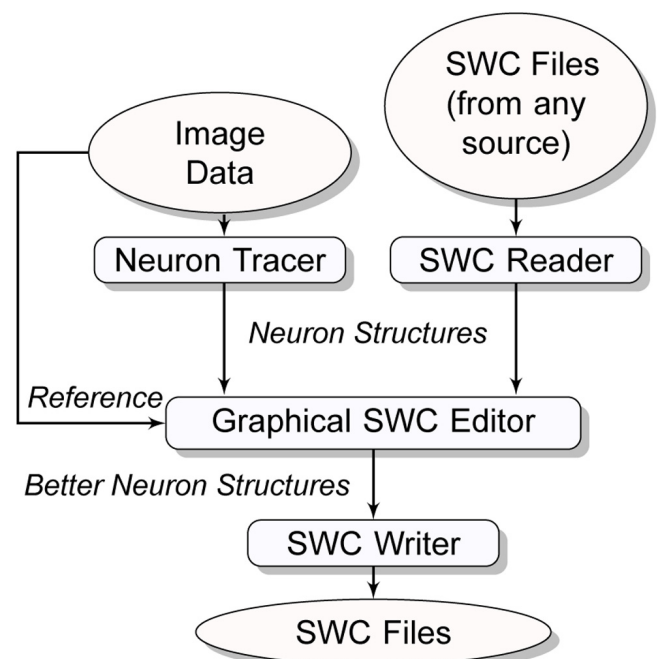 SWC Files
(from any
source)
Image
Data
Neuron Tracer
SWC Reader
Neuron Structures
Reference
Graphical SWC Editor
Better Neuron Structures
SWC Writer
SWC Files